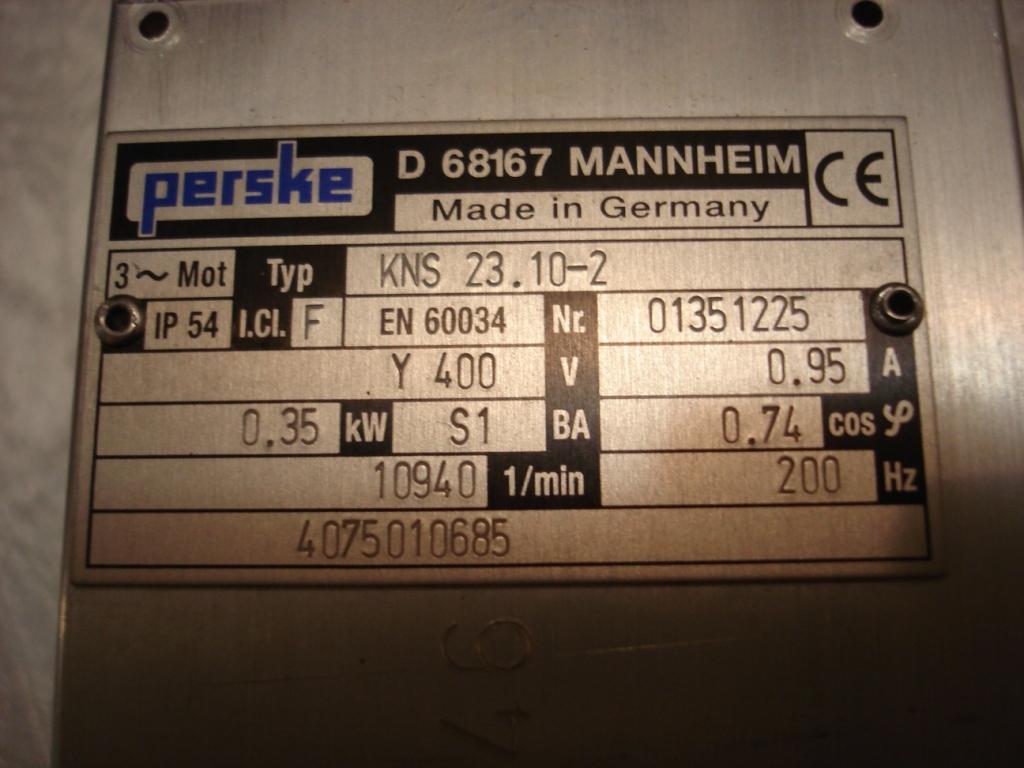 perske D 68167 MANNHEIM CE
Made in Germany
3~ Mot Typ KNS 23.10-2
IP 54 I.Cl. F EN 60034 Nr. 01351225
Y 400 V 0.95 A
0.35 kW S1 BA 0.74 cos φ
10940 1/min 200 Hz
4075010685